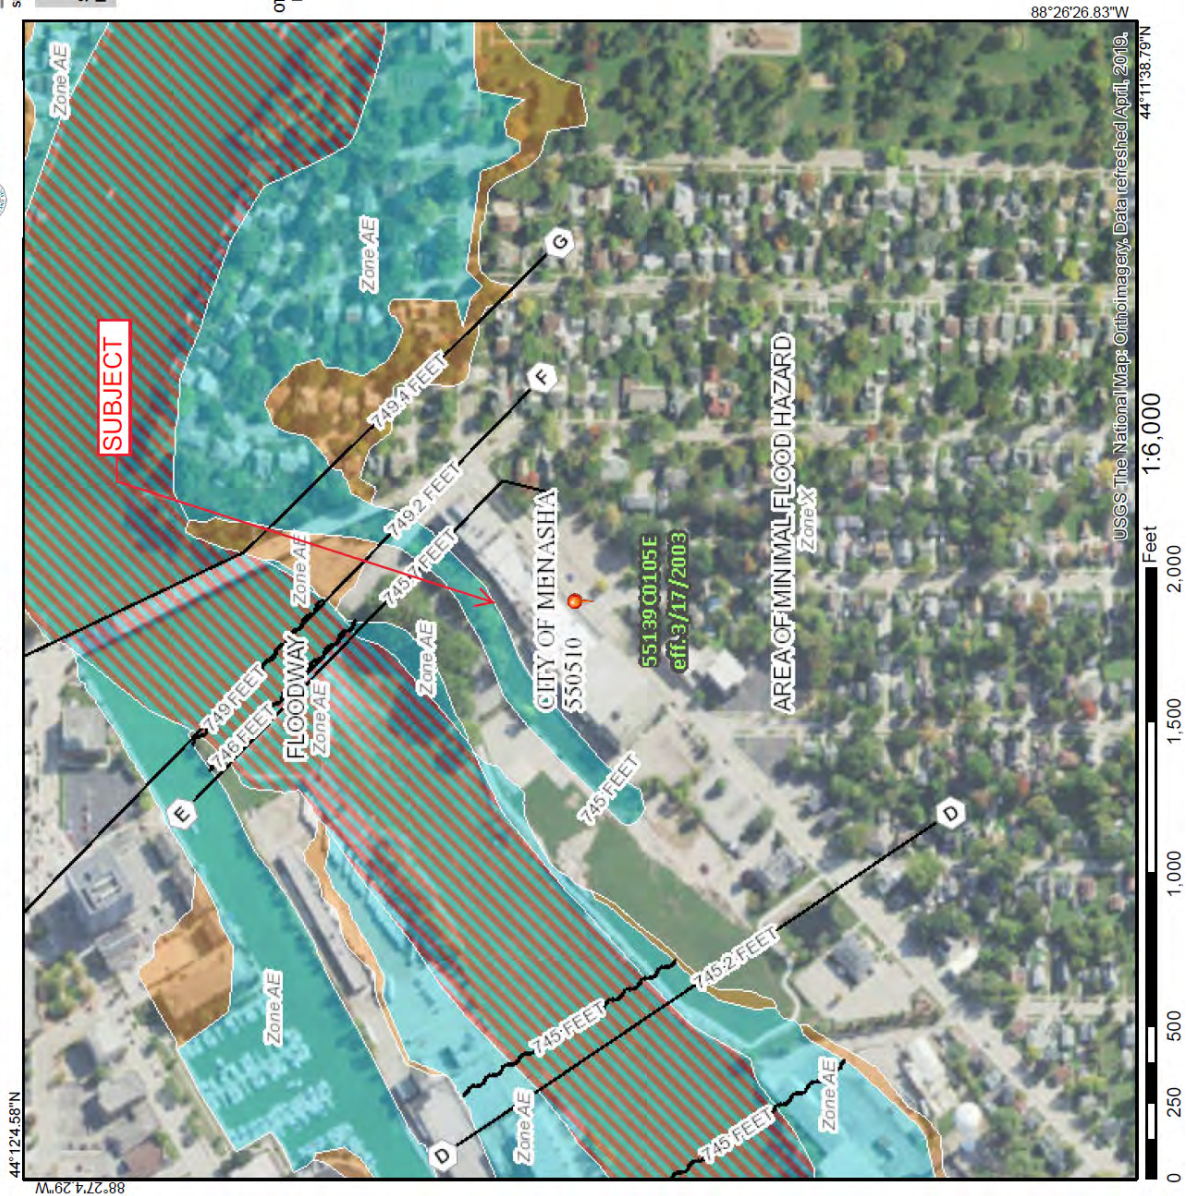 88°26'26.83"W
44°11'38.79"N
Zone AE
SUBJECT
Zone AE
G
749.4 FEET
F
749.2 FEET
745.7 FEET
Zone AE
FLOODWAY
Zone AE
749 FEET
746 FEET
E
Zone AE
CITY OF MENASHA
550510
55139C0105E
eff.3/17/2003
AREA OF MINIMAL FLOOD HAZARD
Zone X
745 FEET
D
745.2 FEET
745 FEET
Zone AE
D
Zone AE
745 FEET
Zone AE
USGS The National Map: Orthoimagery. Data refreshed April, 2019.
44°12'4.58"N
88°27'4.29"W
0 250 500 1,000 1,500 2,000
Feet
1:6,000